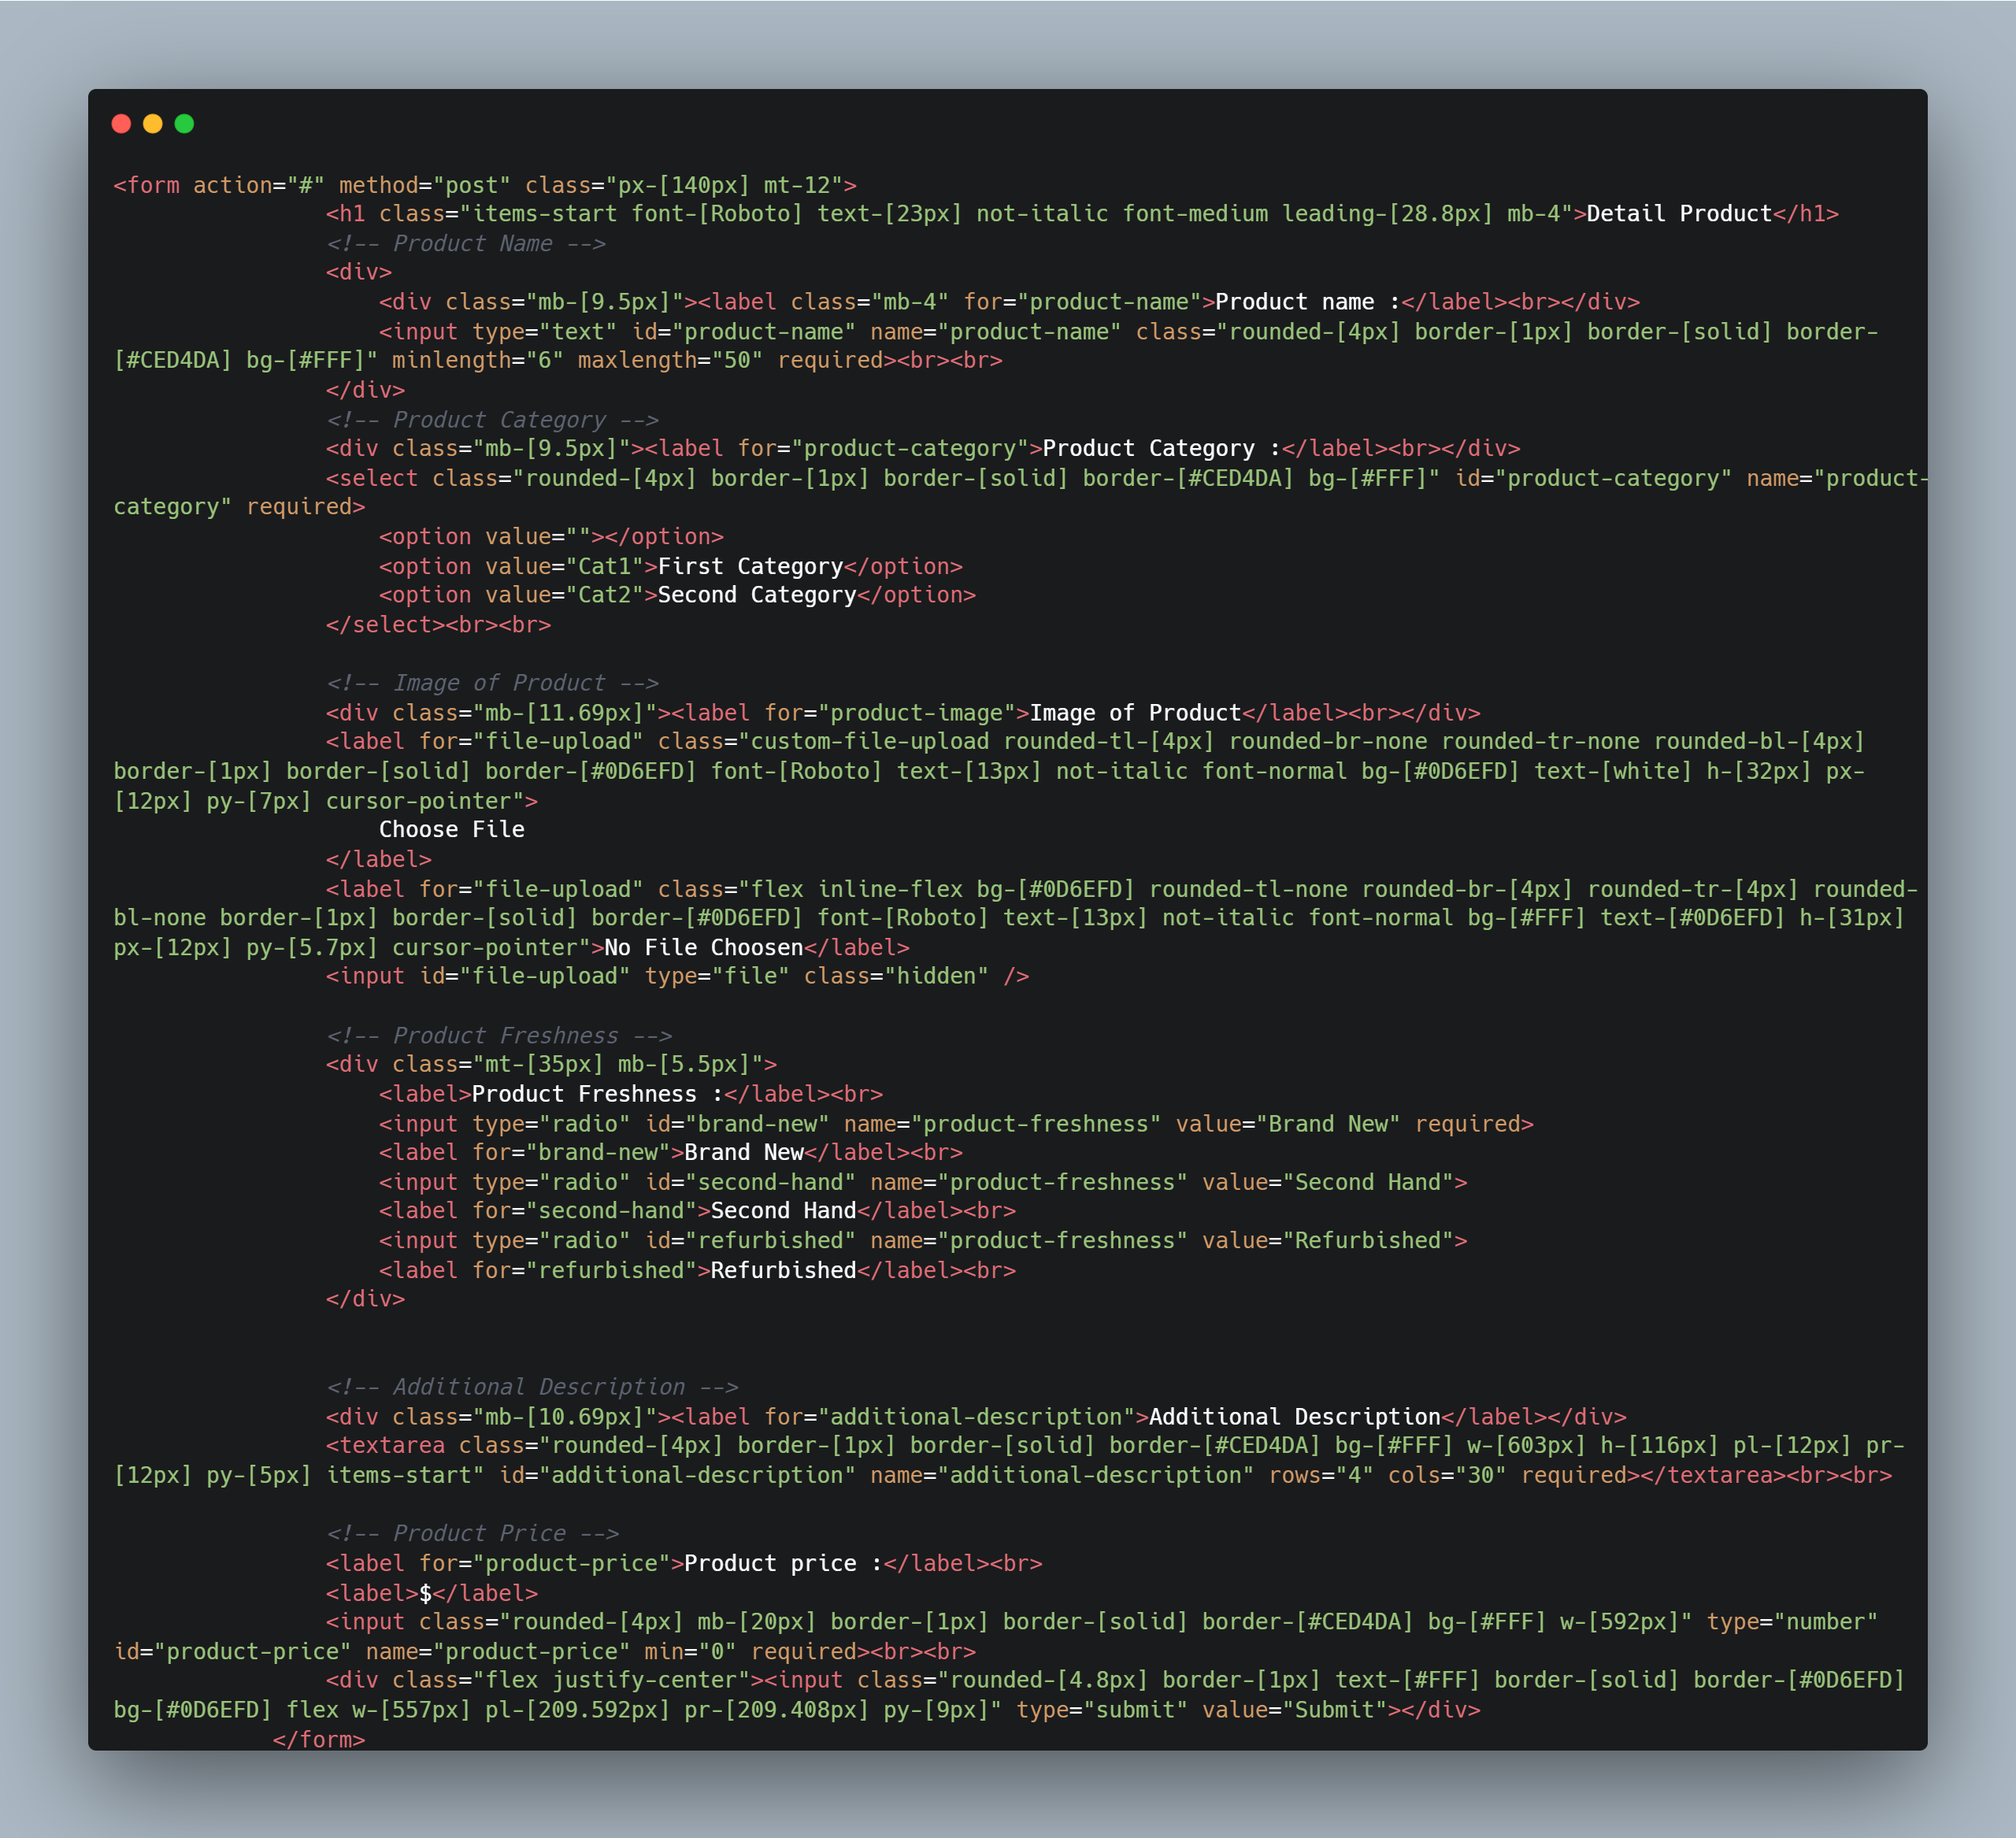 <form action="#" method="post" class="px-[140px] mt-12">
                <h1 class="items-start font-[Roboto] text-[23px] not-italic font-medium leading-[28.8px] mb-4">Detail Product</h1>
                <!-- Product Name -->
                <div>
                    <div class="mb-[9.5px]"><label class="mb-4" for="product-name">Product name :</label><br></div>
                    <input type="text" id="product-name" name="product-name" class="rounded-[4px] border-[1px] border-[solid] border-
[#CED4DA] bg-[#FFF]" minlength="6" maxlength="50" required><br><br>
                </div>
                <!-- Product Category -->
                <div class="mb-[9.5px]"><label for="product-category">Product Category :</label><br></div>
                <select class="rounded-[4px] border-[1px] border-[solid] border-[#CED4DA] bg-[#FFF]" id="product-category" name="product-
category" required>
                    <option value=""></option>
                    <option value="Cat1">First Category</option>
                    <option value="Cat2">Second Category</option>
                </select><br><br>

                <!-- Image of Product -->
                <div class="mb-[11.69px]"><label for="product-image">Image of Product</label><br></div>
                <label for="file-upload" class="custom-file-upload rounded-tl-[4px] rounded-br-none rounded-tr-none rounded-bl-[4px]
border-[1px] border-[solid] border-[#0D6EFD] font-[Roboto] text-[13px] not-italic font-normal bg-[#0D6EFD] text-[white] h-[32px] px-
[12px] py-[7px] cursor-pointer">
                    Choose File
                </label>
                <label for="file-upload" class="flex inline-flex bg-[#0D6EFD] rounded-tl-none rounded-br-[4px] rounded-tr-[4px] rounded-
bl-none border-[1px] border-[solid] border-[#0D6EFD] font-[Roboto] text-[13px] not-italic font-normal bg-[#FFF] text-[#0D6EFD] h-[31px]
px-[12px] py-[5.7px] cursor-pointer">No File Choosen</label>
                <input id="file-upload" type="file" class="hidden" />

                <!-- Product Freshness -->
                <div class="mt-[35px] mb-[5.5px]">
                    <label>Product Freshness :</label><br>
                    <input type="radio" id="brand-new" name="product-freshness" value="Brand New" required>
                    <label for="brand-new">Brand New</label><br>
                    <input type="radio" id="second-hand" name="product-freshness" value="Second Hand">
                    <label for="second-hand">Second Hand</label><br>
                    <input type="radio" id="refurbished" name="product-freshness" value="Refurbished">
                    <label for="refurbished">Refurbished</label><br>
                </div>

                <!-- Additional Description -->
                <div class="mb-[10.69px]"><label for="additional-description">Additional Description</label></div>
                <textarea class="rounded-[4px] border-[1px] border-[solid] border-[#CED4DA] bg-[#FFF] w-[603px] h-[116px] pl-[12px] pr-
[12px] py-[5px] items-start" id="additional-description" name="additional-description" rows="4" cols="30" required></textarea><br><br>

                <!-- Product Price -->
                <label for="product-price">Product price :</label><br>
                <label>$</label>
                <input class="rounded-[4px] mb-[20px] border-[1px] border-[solid] border-[#CED4DA] bg-[#FFF] w-[592px]" type="number"
id="product-price" name="product-price" min="0" required><br><br>
                <div class="flex justify-center"><input class="rounded-[4.8px] border-[1px] text-[#FFF] border-[solid] border-[#0D6EFD]
bg-[#0D6EFD] flex w-[557px] pl-[209.592px] pr-[209.408px] py-[9px]" type="submit" value="Submit"></div>
            </form>